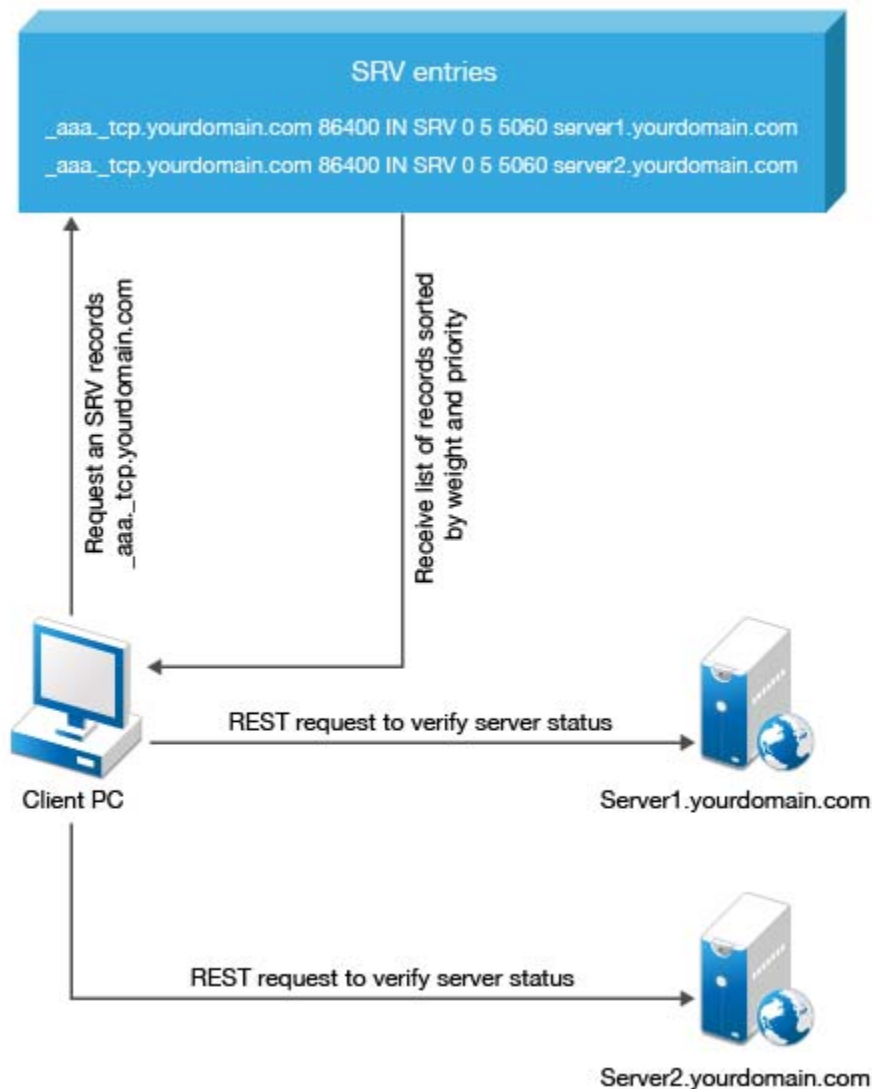 SRV entries
_aaa._tcp.yourdomain.com 86400 IN SRV 0 5 5060 server1.yourdomain.com
_aaa._tcp.yourdomain.com 86400 IN SRV 0 5 5060 server2.yourdomain.com
Request an SRV records
_aaa._tcp.yourdomain.com
Receive list of records sorted
by weight and priority
REST request to verify server status
Client PC
Server1.yourdomain.com
REST request to verify server status
Server2.yourdomain.com